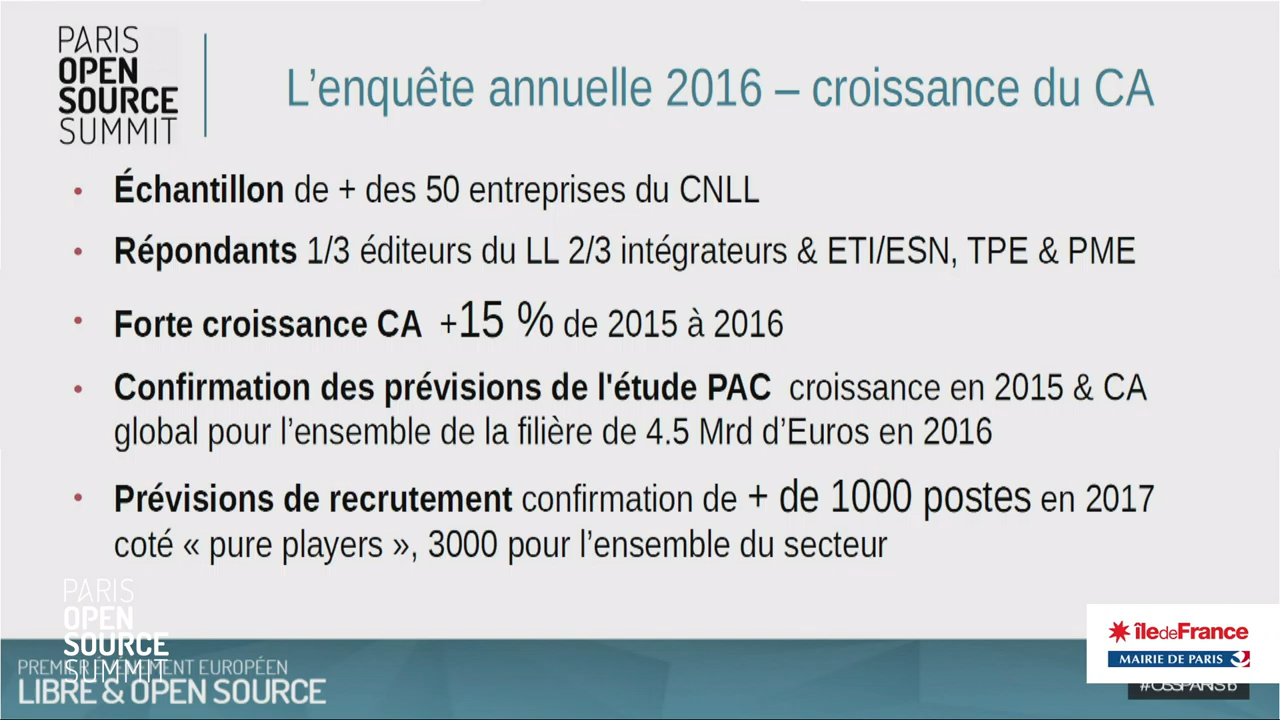 PARIS
OPEN
SOURCE
SUMMIT
L’enquête annuelle 2016 – croissance du CA
• Échantillon de + des 50 entreprises du CNLL
• Répondants 1/3 éditeurs du LL 2/3 intégrateurs & ETI/ESN, TPE & PME
• Forte croissance CA +15 % de 2015 à 2016
• Confirmation des prévisions de l'étude PAC croissance en 2015 & CA
global pour l’ensemble de la filière de 4.5 Mrd d’Euros en 2016
• Prévisions de recrutement confirmation de + de 1000 postes en 2017
coté « pure players », 3000 pour l’ensemble du secteur
PARIS
OPEN
SOURCE
SUMMIT
PREMIER ÉVÉNEMENT EUROPÉEN
LIBRE & OPEN SOURCE
îledeFrance
MAIRIE DE PARIS